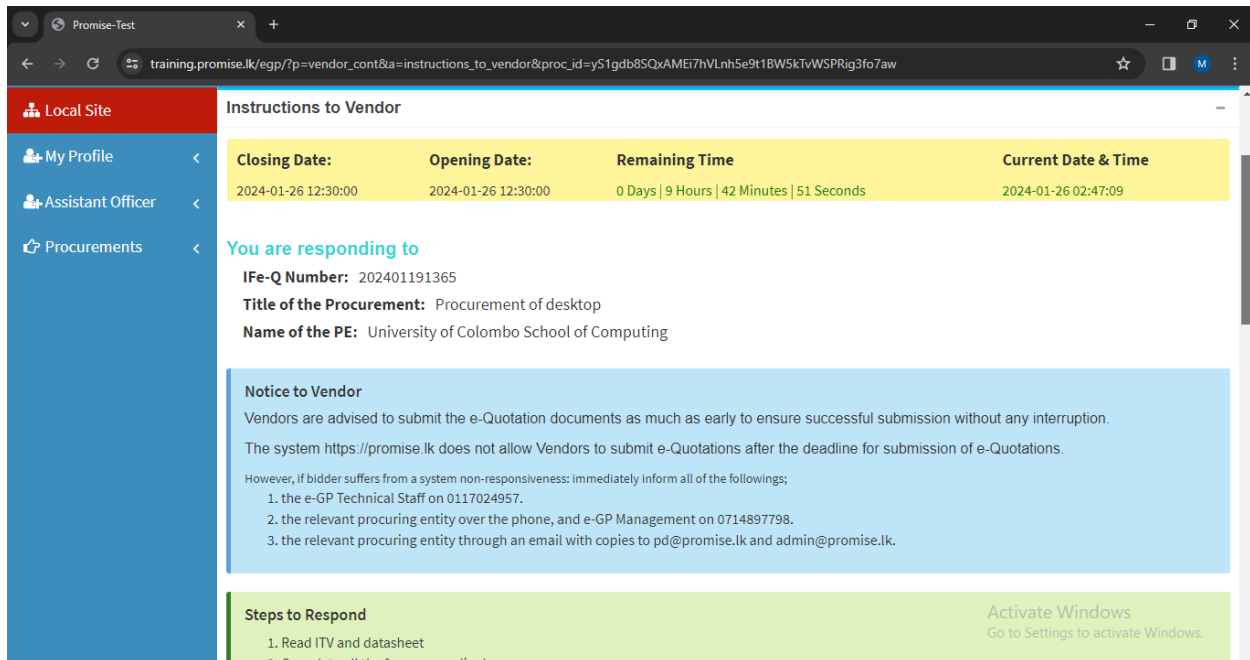 Promise-Test
training.promise.lk/egp/?p=vendor_cont&a=instructions_to_vendor&proc_id=yS1gdb8SQxAMEi7hVLnh5e9t1BW5kTvWSPRig3fo7aw
M
Local Site
My Profile
Assistant Officer
Procurements
Instructions to Vendor
Closing Date: Opening Date: Remaining Time Current Date & Time
2024-01-26 12:30:00 2024-01-26 12:30:00 0 Days | 9 Hours | 42 Minutes | 51 Seconds 2024-01-26 02:47:09
You are responding to
IFe-Q Number: 202401191365
Title of the Procurement: Procurement of desktop
Name of the PE: University of Colombo School of Computing
Notice to Vendor
Vendors are advised to submit the e-Quotation documents as much as early to ensure successful submission without any interruption.
The system https://promise.lk does not allow Vendors to submit e-Quotations after the deadline for submission of e-Quotations.
However, if bidder suffers from a system non-responsiveness: immediately inform all of the followings;
1. the e-GP Technical Staff on 0117024957.
2. the relevant procuring entity over the phone, and e-GP Management on 0714897798.
3. the relevant procuring entity through an email with copies to pd@promise.lk and admin@promise.lk.
Steps to Respond
1. Read ITV and datasheet
Activate Windows
Go to Settings to activate Windows.